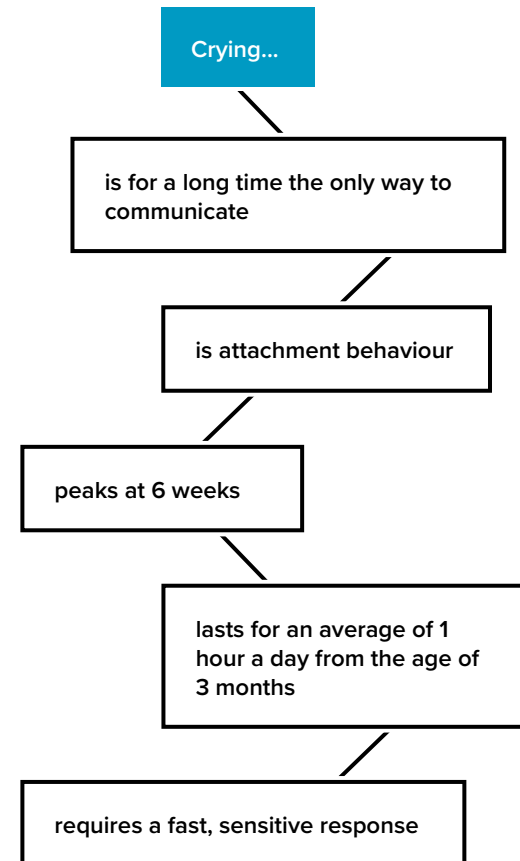 Crying...
is for a long time the only way to
communicate
is attachment behaviour
peaks at 6 weeks
lasts for an average of 1
hour a day from the age of
3 months
requires a fast, sensitive response